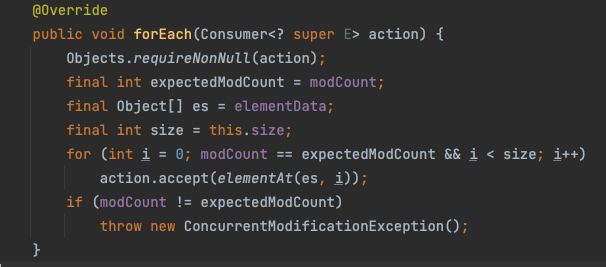 @Override
public void forEach(Consumer<? super E> action) {
    Objects.requireNonNull(action);
    final int expectedModCount = modCount;
    final Object[] es = elementData;
    final int size = this.size;
    for (int i = 0; modCount == expectedModCount && i < size; i++)
        action.accept(elementAt(es, i));
    if (modCount != expectedModCount)
        throw new ConcurrentModificationException();
}